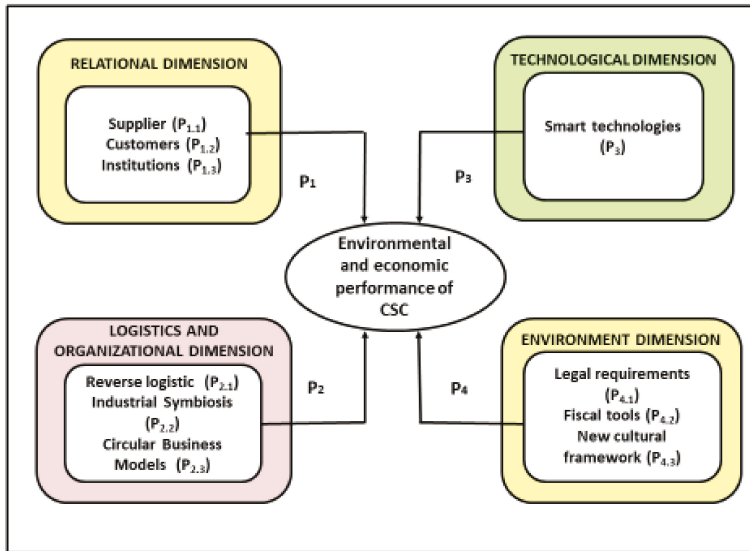 RELATIONAL DIMENSION
Supplier (P1.1)
Customers (P1.2)
Institutions (P1.3)
P1
TECHNOLOGICAL DIMENSION
Smart technologies
(P3)
P3
Environmental
and economic
performance of
CSC
LOGISTICS AND
ORGANIZATIONAL DIMENSION
Reverse logistic (P2.1)
Industrial Symbiosis
(P2.2)
Circular Business
Models (P2.3)
P2
ENVIRONMENT DIMENSION
Legal requirements
(P4.1)
Fiscal tools (P4.2)
New cultural
framework (P4.3)
P4